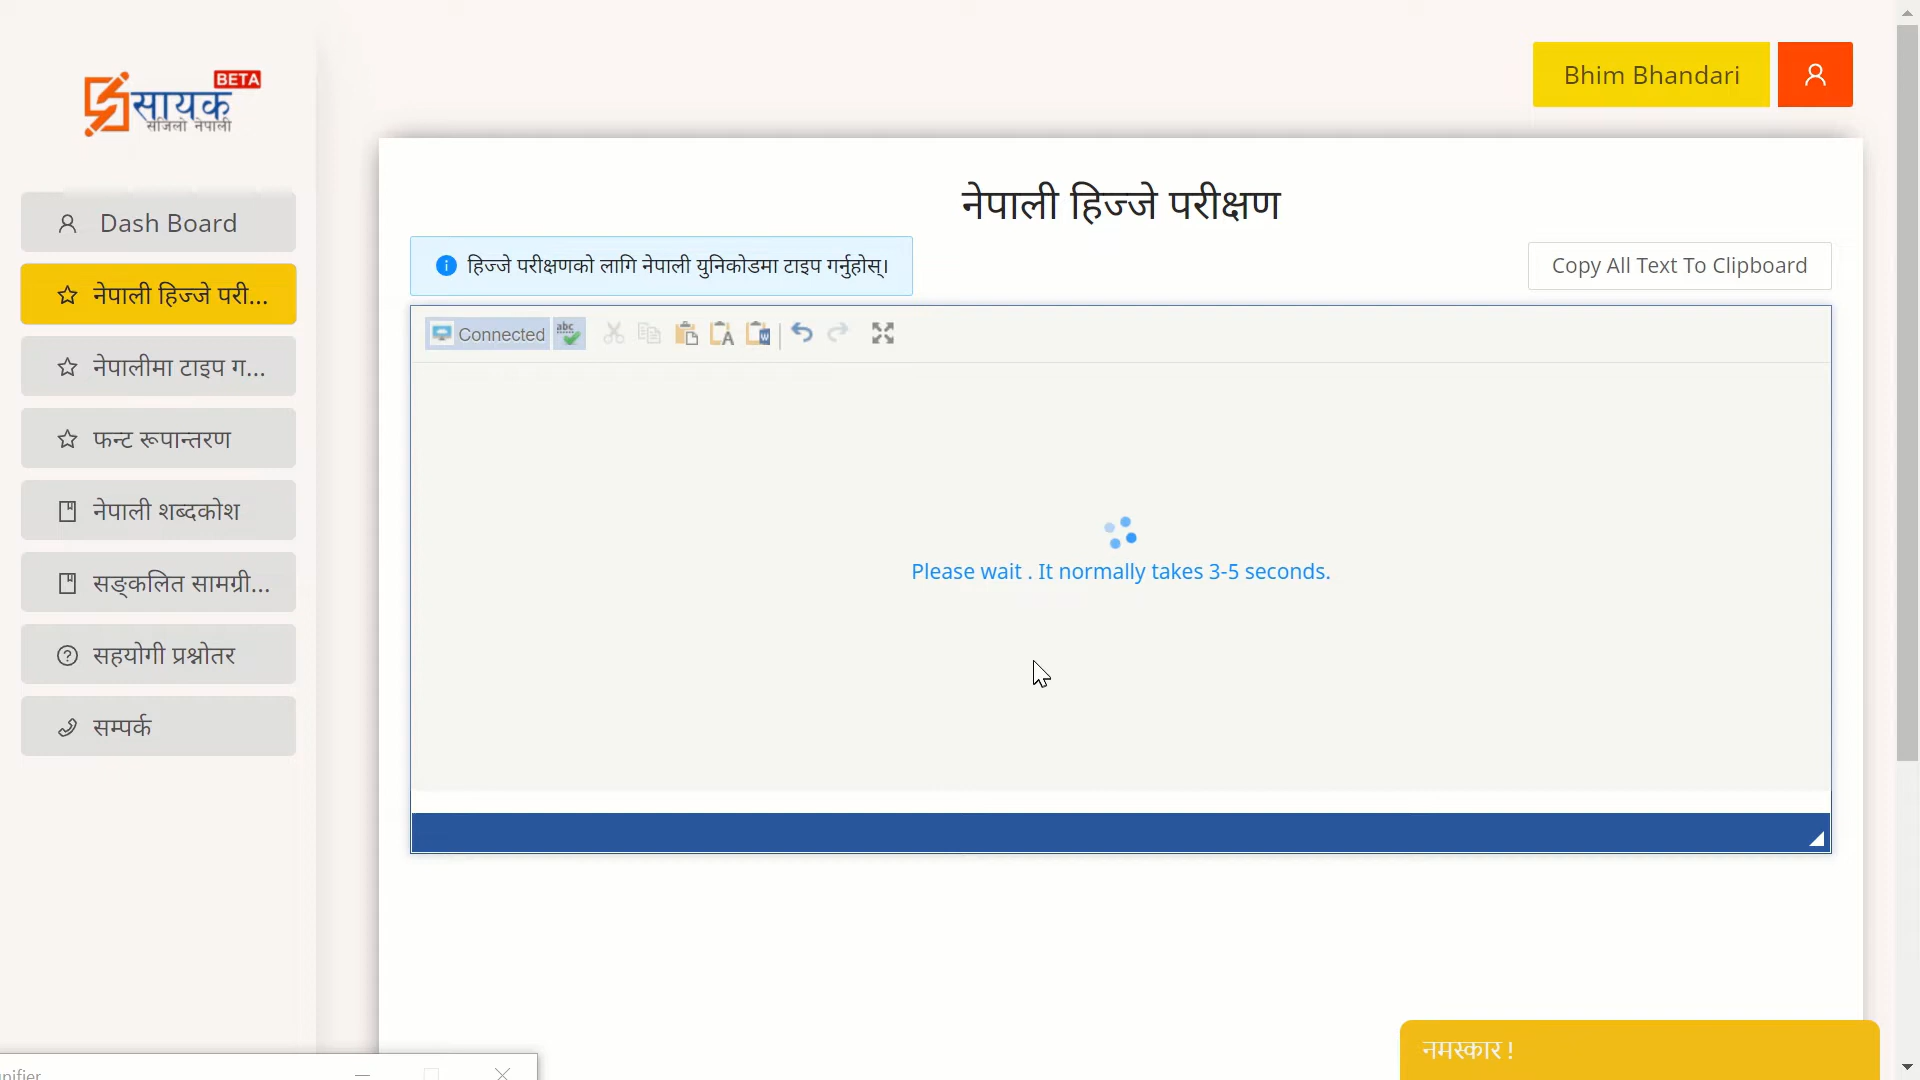 BETA
सायक
सजिलो नेपाली
Bhim Bhandari
Dash Board
नेपाली हिज्जे परी...
नेपालीमा टाइप ग...
फन्ट रूपान्तरण
नेपाली शब्दकोश
सङ्कलित सामग्री...
सहयोगी प्रश्नोतर
सम्पर्क
नेपाली हिज्जे परीक्षण
हिज्जे परीक्षणको लागि नेपाली युनिकोडमा टाइप गर्नुहोस्।
Copy All Text To Clipboard
Connected
abc
Please wait . It normally takes 3-5 seconds.
नमस्कार !